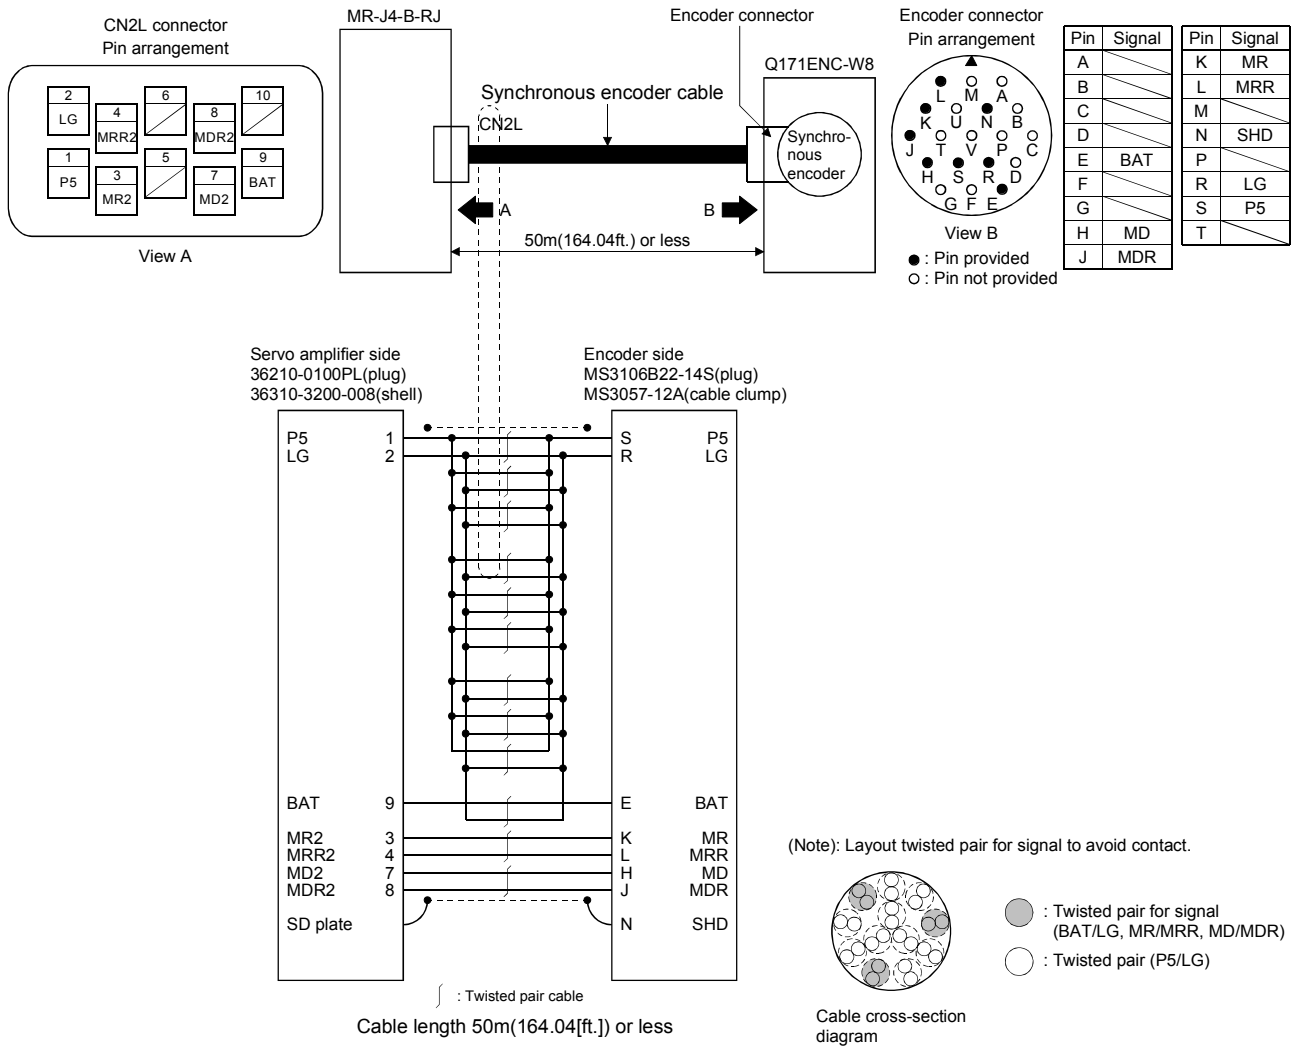 CN2L connector
Pin arrangement
2
LG
4
MRR2
6
8
MDR2
10
1
P5
3
MR2
5
7
MD2
9
BAT
View A
MR-J4-B-RJ
Encoder connector
Q171ENC-W8
Synchronous encoder cable
CN2L
Synchro-
nous
encoder
A
B
50m(164.04ft.) or less
Encoder connector
Pin arrangement
L M A
K U N B
J T V P C
H S R D
G F E
View B
● : Pin provided
○ : Pin not provided
Pin Signal
A
B
C
D
E BAT
F
G
H MD
J MDR
Pin Signal
K MR
L MRR
M
N SHD
P
R LG
S P5
T
Servo amplifier side
36210-0100PL(plug)
36310-3200-008(shell)
Encoder side
MS3106B22-14S(plug)
MS3057-12A(cable clump)
P5 1 S P5
LG 2 R LG
BAT 9 E BAT
MR2 3 K MR
MRR2 4 L MRR
MD2 7 H MD
MDR2 8 J MDR
SD plate N SHD
: Twisted pair cable
Cable length 50m(164.04[ft.]) or less
(Note): Layout twisted pair for signal to avoid contact.
: Twisted pair for signal
(BAT/LG, MR/MRR, MD/MDR)
: Twisted pair (P5/LG)
Cable cross-section
diagram